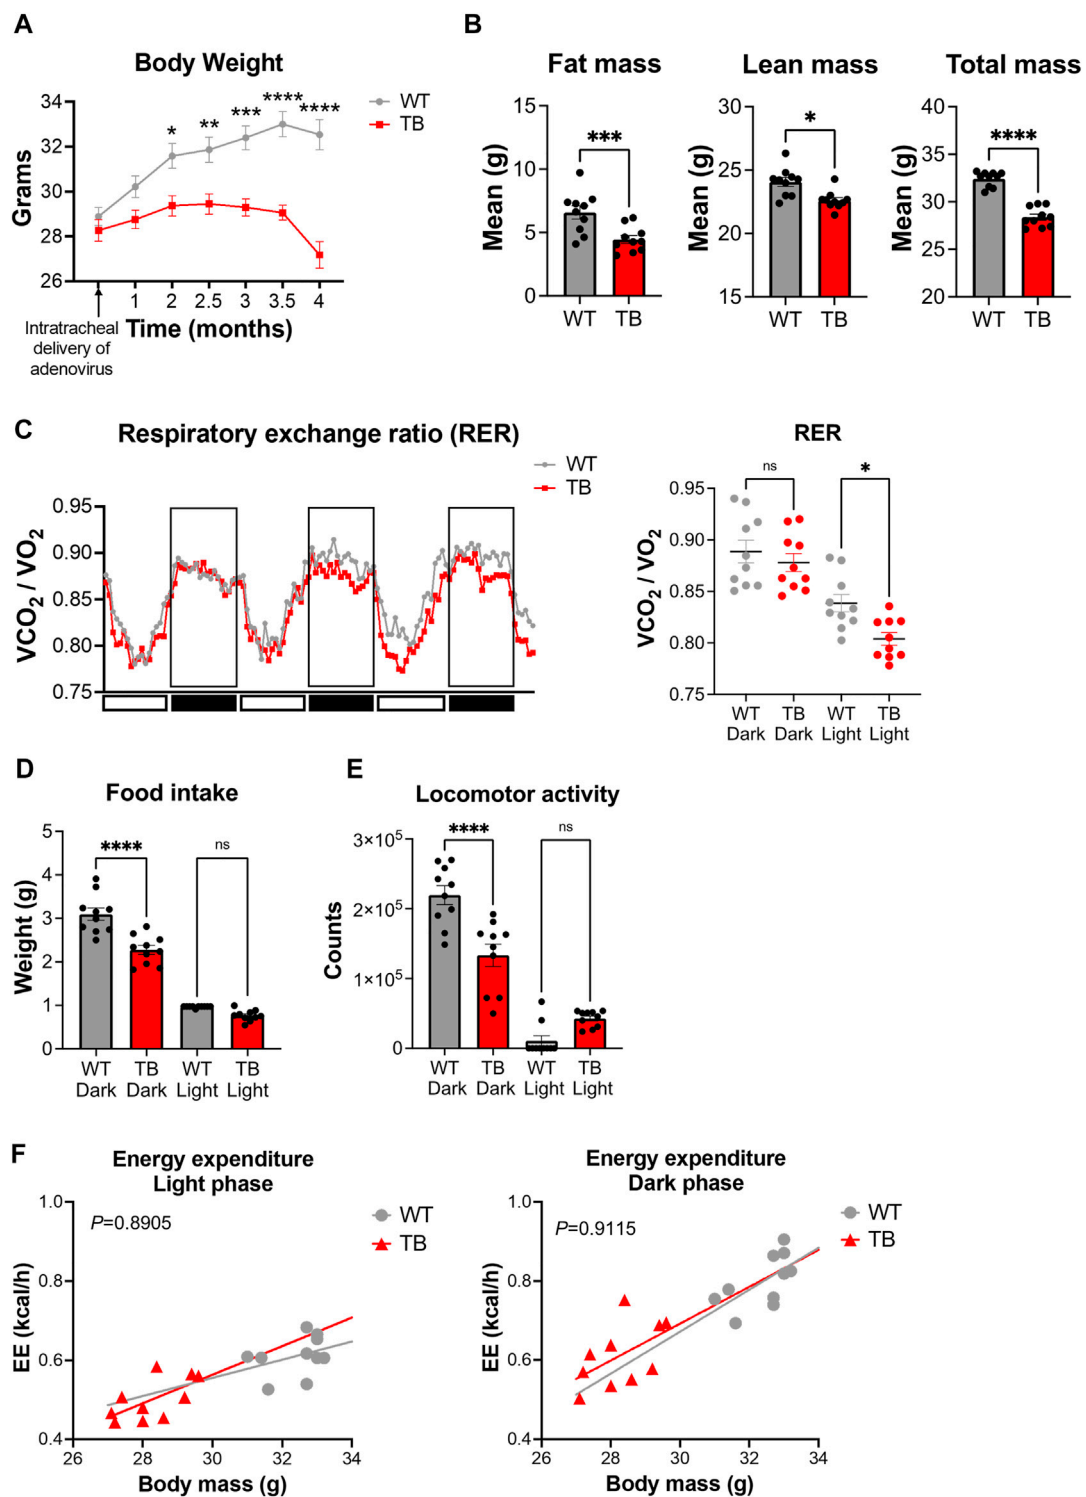 A
Body Weight
34
32
30
28
26
Grams
*
**
***
****
****
WT
TB
1
2
2.5
3
3.5
4
Time (months)
Intratracheal
delivery of
adenovirus
B
Fat mass
15
10
5
0
Mean (g)
***
WT
TB
Lean mass
30
25
20
15
Mean (g)
*
WT
TB
Total mass
40
35
30
25
20
Mean (g)
****
WT
TB
C
Respiratory exchange ratio (RER)
WT
TB
0.95
0.90
0.85
0.80
0.75
VCO2 / VO2
RER
ns
*
0.95
0.90
0.85
0.80
0.75
VCO2 / VO2
WT
Dark
TB
Dark
WT
Light
TB
Light
D
Food intake
5
4
3
2
1
0
Weight (g)
****
ns
WT
Dark
TB
Dark
WT
Light
TB
Light
E
Locomotor activity
3×10⁵
2×10⁵
1×10⁵
0
Counts
****
ns
WT
Dark
TB
Dark
WT
Light
TB
Light
F
Energy expenditure
Light phase
P=0.8905
WT
TB
1.0
0.8
0.6
0.4
EE (kcal/h)
26
28
30
32
34
Body mass (g)
Energy expenditure
Dark phase
P=0.9115
WT
TB
1.0
0.8
0.6
0.4
EE (kcal/h)
26
28
30
32
34
Body mass (g)